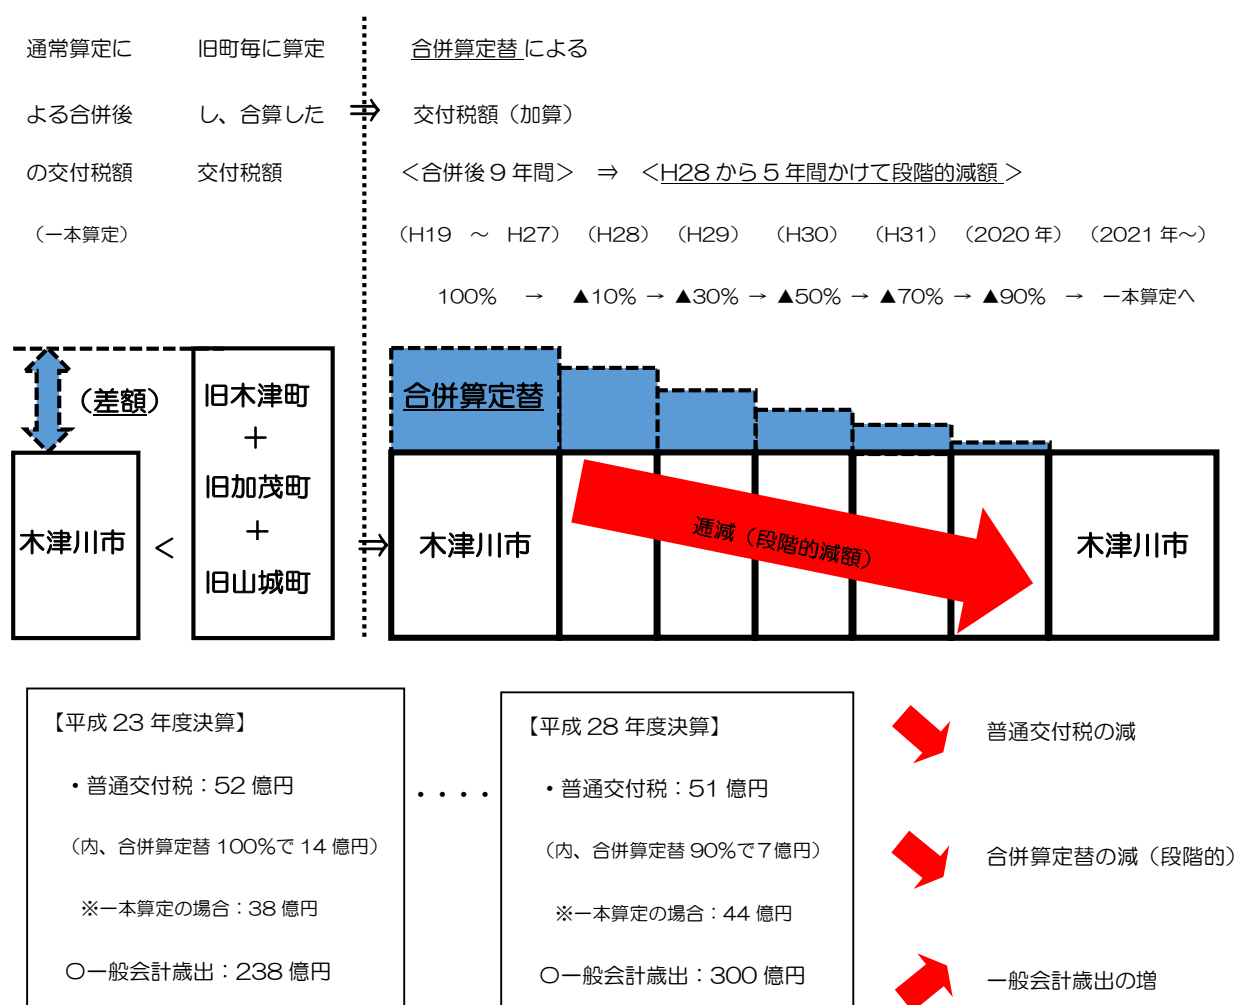 通常算定に
よる合併後
の交付税額
（一本算定）
旧町毎に算定
し、合算した
交付税額
⇒
合併算定替による
交付税額（加算）
＜合併後９年間＞ ⇒ ＜H28から５年間かけて段階的減額＞
（H19 ～ H27）（H28）（H29）（H30）（H31）（2020年）（2021年～）
100% → ▲10% → ▲30% → ▲50% → ▲70% → ▲90% → 一本算定へ
（差額）
木津川市
＜
旧木津町
＋
旧加茂町
＋
旧山城町
⇒
合併算定替
木津川市
逓減（段階的減額）
木津川市
【平成23年度決算】
・普通交付税：52億円
（内、合併算定替100％で14億円）
※一本算定の場合：38億円
〇一般会計歳出：238億円
・・・・
【平成28年度決算】
・普通交付税：51億円
（内、合併算定替90％で７億円）
※一本算定の場合：44億円
〇一般会計歳出：300億円
普通交付税の減
合併算定替の減（段階的）
一般会計歳出の増